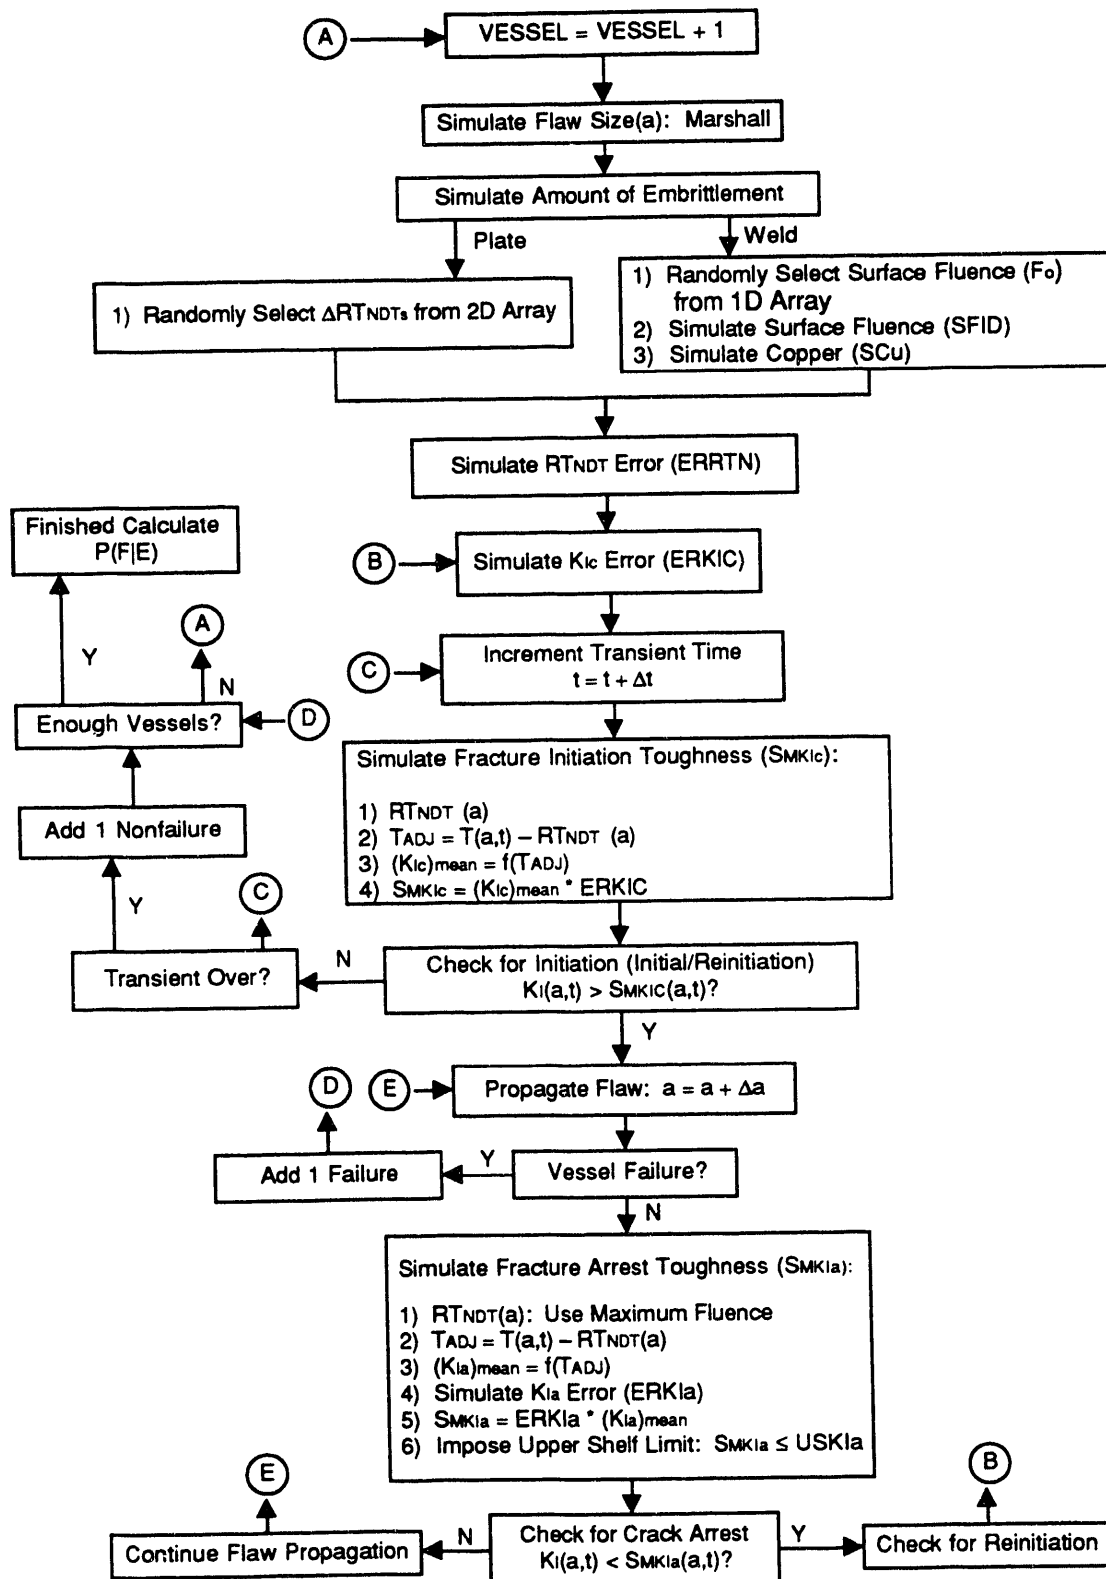 A
VESSEL = VESSEL + 1
Simulate Flaw Size(a): Marshall
Simulate Amount of Embrittlement
Plate
Weld
1) Randomly Select ΔRTNDTs from 2D Array
1) Randomly Select Surface Fluence (Fo)
from 1D Array
2) Simulate Surface Fluence (SFID)
3) Simulate Copper (SCu)
Simulate RTNDT Error (ERRTN)
Finished Calculate
P(F|E)
B
Simulate KIc Error (ERKIC)
A
Y
N
C
Increment Transient Time
t = t + Δt
Enough Vessels?
D
Simulate Fracture Initiation Toughness (SMKIc):
1) RTNDT (a)
2) TADJ = T(a,t) – RTNDT (a)
3) (KIc)mean = f(TADJ)
4) SMKIc = (KIc)mean * ERKIC
Add 1 Nonfailure
Y
C
Transient Over?
N
Check for Initiation (Initial/Reinitiation)
KI(a,t) > SMKIC(a,t)?
Y
D
E
Propagate Flaw: a = a + Δa
Add 1 Failure
Y
Vessel Failure?
N
Simulate Fracture Arrest Toughness (SMKIa):
1) RTNDT(a): Use Maximum Fluence
2) TADJ = T(a,t) – RTNDT(a)
3) (KIa)mean = f(TADJ)
4) Simulate KIa Error (ERKIa)
5) SMKIa = ERKIa * (KIa)mean
6) Impose Upper Shelf Limit: SMKIa ≤ USKIa
E
B
Continue Flaw Propagation
N
Check for Crack Arrest
KI(a,t) < SMKIa(a,t)?
Y
Check for Reinitiation